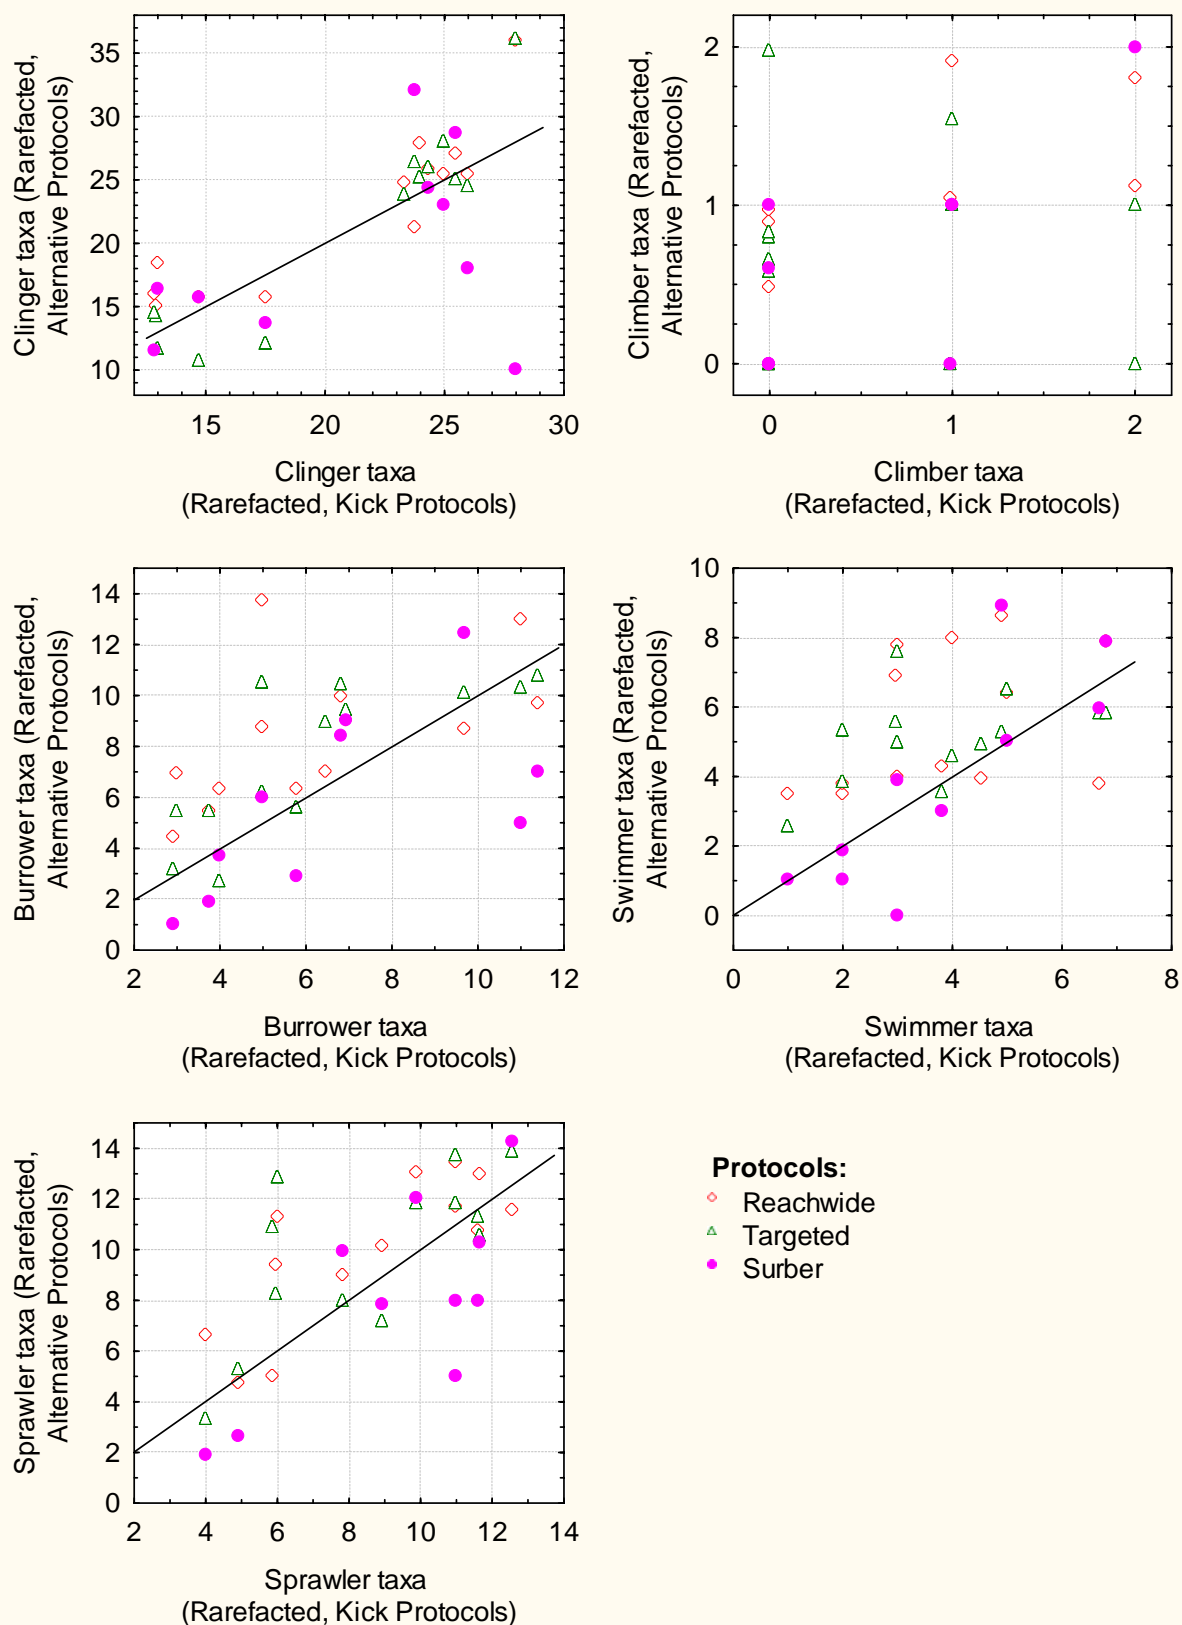 Clinger taxa (Rarefacted,
Alternative Protocols)
35
30
25
20
15
10
15
20
25
30
Clinger taxa
(Rarefacted, Kick Protocols)
Climber taxa (Rarefacted,
Alternative Protocols)
2
1
0
0
1
2
Climber taxa
(Rarefacted, Kick Protocols)
Burrower taxa (Rarefacted,
Alternative Protocols)
14
12
10
8
6
4
2
0
2
4
6
8
10
12
Burrower taxa
(Rarefacted, Kick Protocols)
Swimmer taxa (Rarefacted,
Alternative Protocols)
10
8
6
4
2
0
0
2
4
6
8
Swimmer taxa
(Rarefacted, Kick Protocols)
Sprawler taxa (Rarefacted,
Alternative Protocols)
14
12
10
8
6
4
2
0
2
4
6
8
10
12
14
Sprawler taxa
(Rarefacted, Kick Protocols)
Protocols:
Reachwide
Targeted
Surber